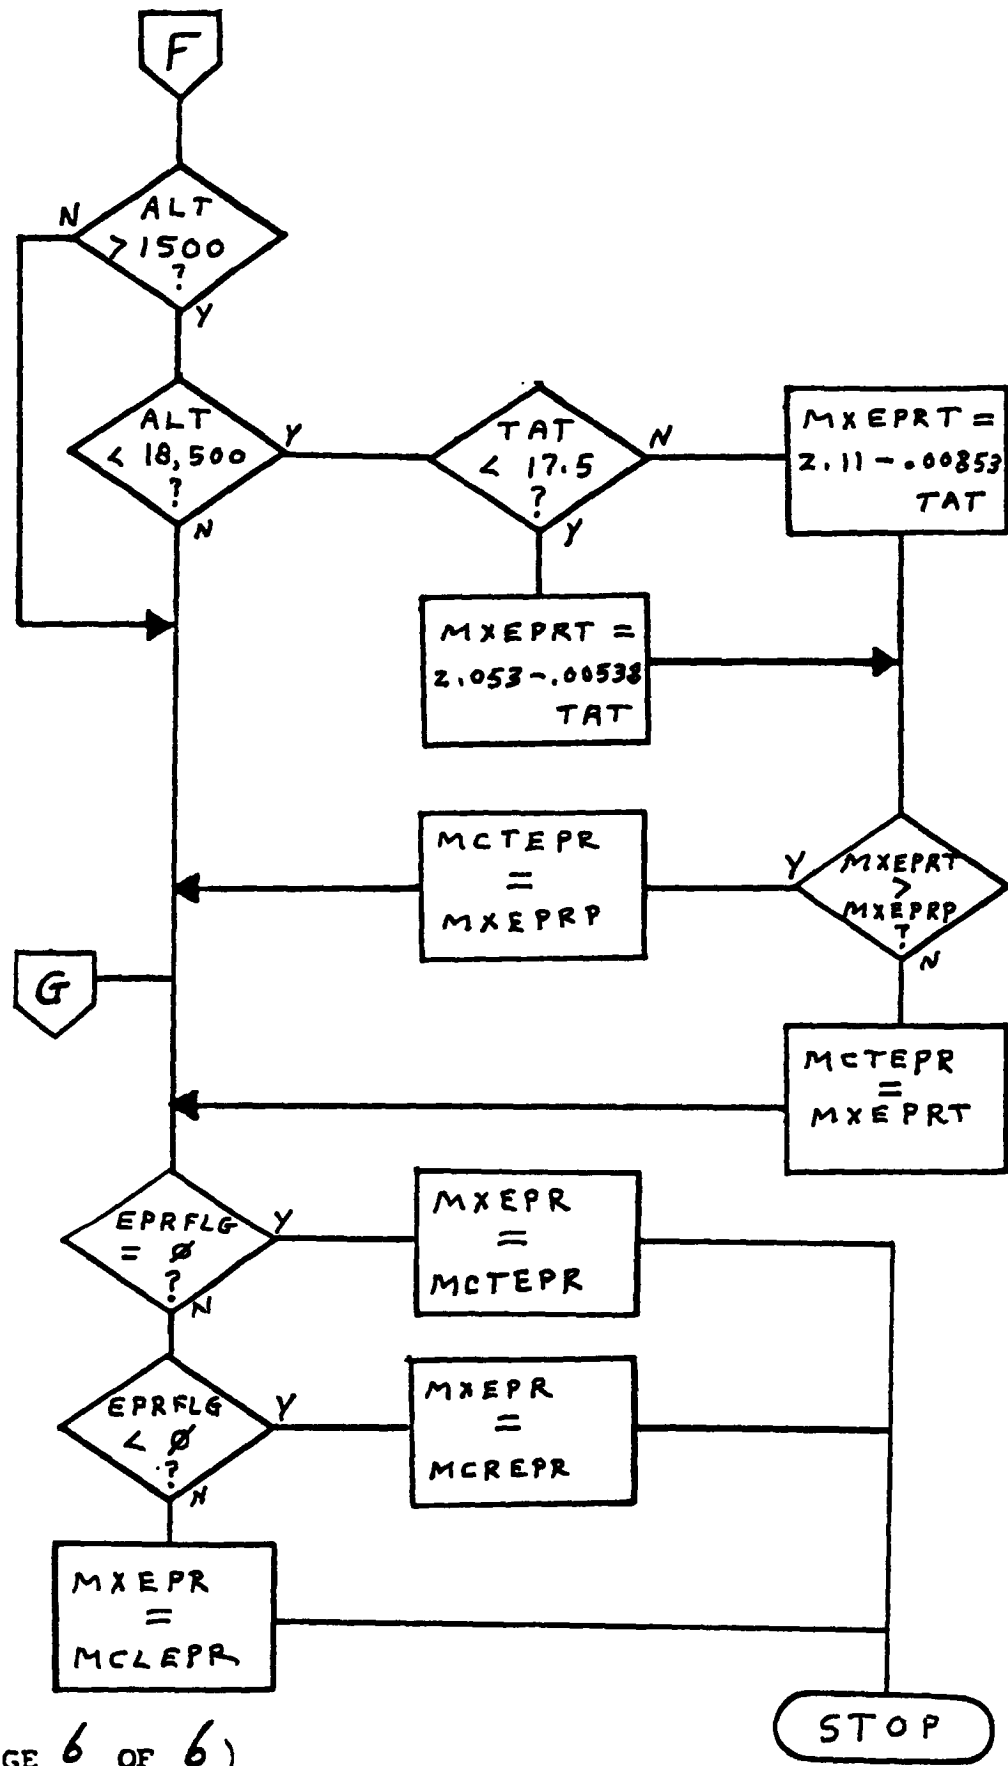 F
ALT
> 1500
?
N
Y
ALT
< 18,500
?
Y
N
TAT
< 17.5
?
N
Y
MXEPRT =
2.11-.00853
TAT
MXEPRT =
2.053-.00538
TAT
MXEPRT
>
MXEPRP
?
Y
N
MCTEPR
=
MXEPRP
G
MCTEPR
=
MXEPRT
EPRFLG
= Ø
?
Y
N
MXEPR
=
MCTEPR
EPRFLG
< Ø
?
Y
N
MXEPR
=
MCREPR
MXEPR
=
MCLEPR
STOP
GE 6 OF 6)